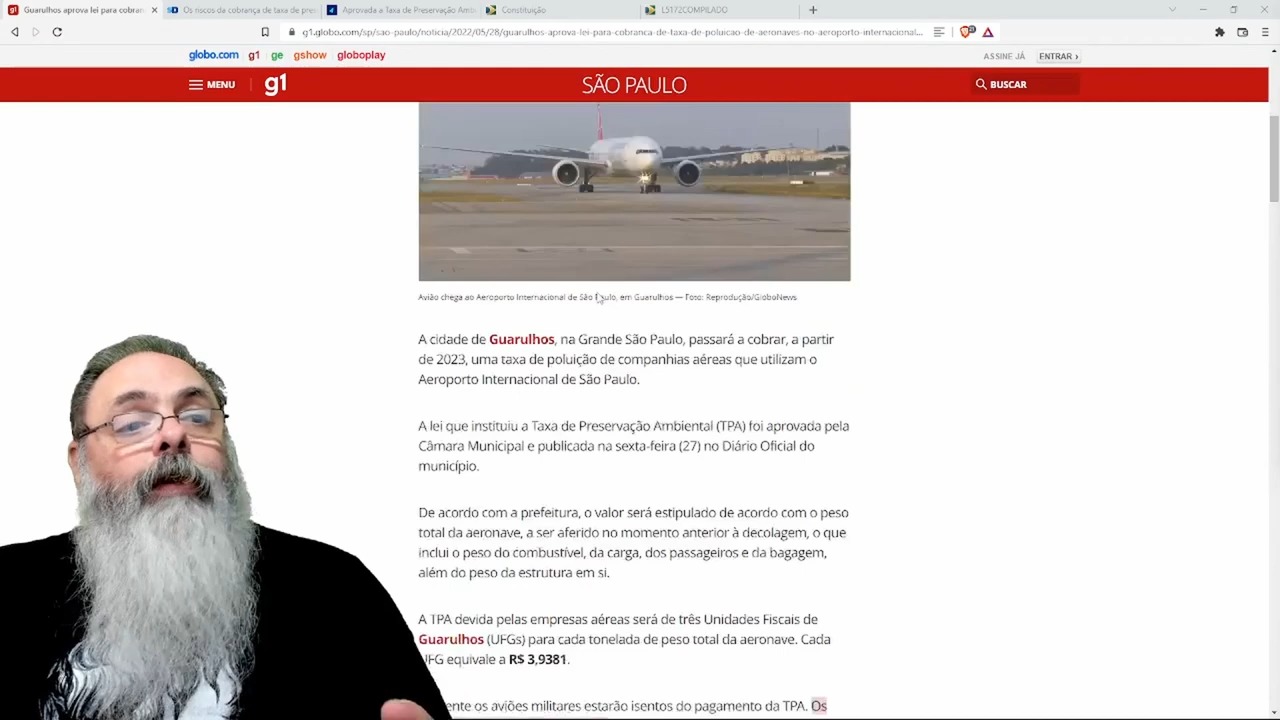 Guarulhos aprova lei para cobran
Os riscos da cobrança de taxa de pres
Aprovada a Taxa de Preservação Amb
Constituição
L5172COMPILADO
g1.globo.com/sp/sao-paulo/noticia/2022/05/28/guarulhos-aprova-lei-para-cobranca-de-taxa-de-poluicao-de-aeronaves-no-aeroporto-internacional...
globo.com g1 ge gshow globoplay
ASSINE JÁ ENTRAR ›
MENU g1 SÃO PAULO BUSCAR
Avião chega ao Aeroporto Internacional de São Paulo, em Guarulhos — Foto: Reprodução/GloboNews
A cidade de Guarulhos, na Grande São Paulo, passará a cobrar, a partir
de 2023, uma taxa de poluição de companhias aéreas que utilizam o
Aeroporto Internacional de São Paulo.
A lei que instituiu a Taxa de Preservação Ambiental (TPA) foi aprovada pela
Câmara Municipal e publicada na sexta-feira (27) no Diário Oficial do
município.
De acordo com a prefeitura, o valor será estipulado de acordo com o peso
total da aeronave, a ser aferido no momento anterior à decolagem, o que
inclui o peso do combustível, da carga, dos passageiros e da bagagem,
além do peso da estrutura em si.
A TPA devida pelas empresas aéreas será de três Unidades Fiscais de
Guarulhos (UFGs) para cada tonelada de peso total da aeronave. Cada
UFG equivale a R$ 3,9381.
ente os aviões militares estarão isentos do pagamento da TPA. Os